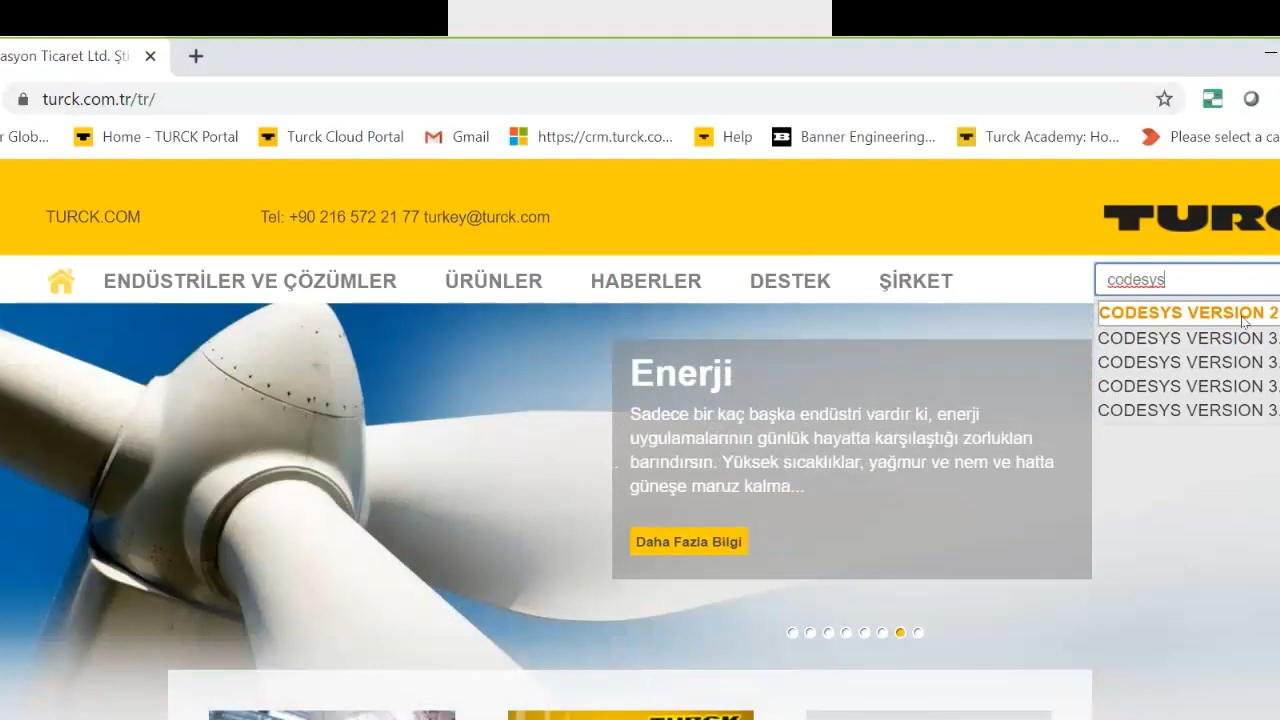 asyon Ticaret Ltd. Şti
turck.com.tr/tr/
r Glob... Home - TURCK Portal Turck Cloud Portal Gmail https://crm.turck.co... Help Banner Engineering... Turck Academy: Ho... Please select a ca
TURCK.COM Tel: +90 216 572 21 77 turkey@turck.com TURC
ENDÜSTRİLER VE ÇÖZÜMLER ÜRÜNLER HABERLER DESTEK ŞİRKET codesys
CODESYS VERSION 2
CODESYS VERSION 3.
CODESYS VERSION 3.
CODESYS VERSION 3.
CODESYS VERSION 3.
Enerji
Sadece bir kaç başka endüstri vardır ki, enerji
uygulamalarının günlük hayatta karşılaştığı zorlukları
barındırsın. Yüksek sıcaklıklar, yağmur ve nem ve hatta
güneşe maruz kalma...
Daha Fazla Bilgi
TURCK